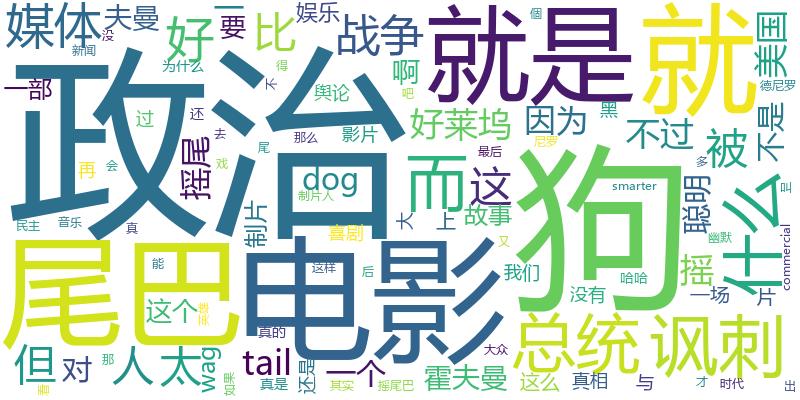 媒体 夫曼 好 一 要 比 娱乐 战争 就是 就 美国
没 新闻 为什么 得 不 個 德尼罗
一部 政治 过 还 去 舆论 啊 吧 好莱坞 因为 黑 不过 被 不是
再 会 戏 摇尾 影片 那么 尼罗 多
尾 dog 而 这 最后 狗 smarter 聪明 什么
民主 音乐 真 制片 制片人 喜剧 大 上 故事 又 幽默 commercial
尾巴 能 这样 电影 后 我们 哈哈 摇 片
这个 英雄 没有 一场
但 对 那 人 太 wag 真的 tail 一个 还是 大众 总统 讽刺
看 如果 真是 其实 摇尾巴 霍夫曼 这么 真相 与 才 时代 出